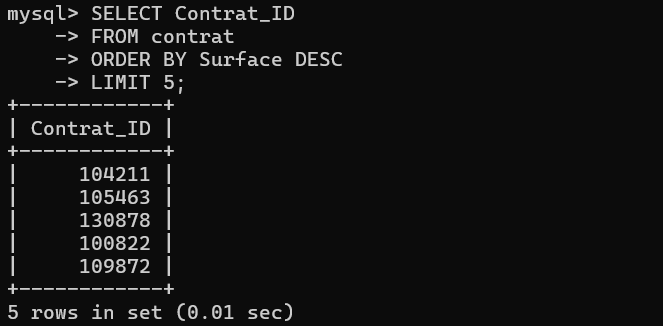 mysql> SELECT Contrat_ID
    -> FROM contrat
    -> ORDER BY Surface DESC
    -> LIMIT 5;
+------------+
| Contrat_ID |
+------------+
|     104211 |
|     105463 |
|     130878 |
|     100822 |
|     109872 |
+------------+
5 rows in set (0.01 sec)